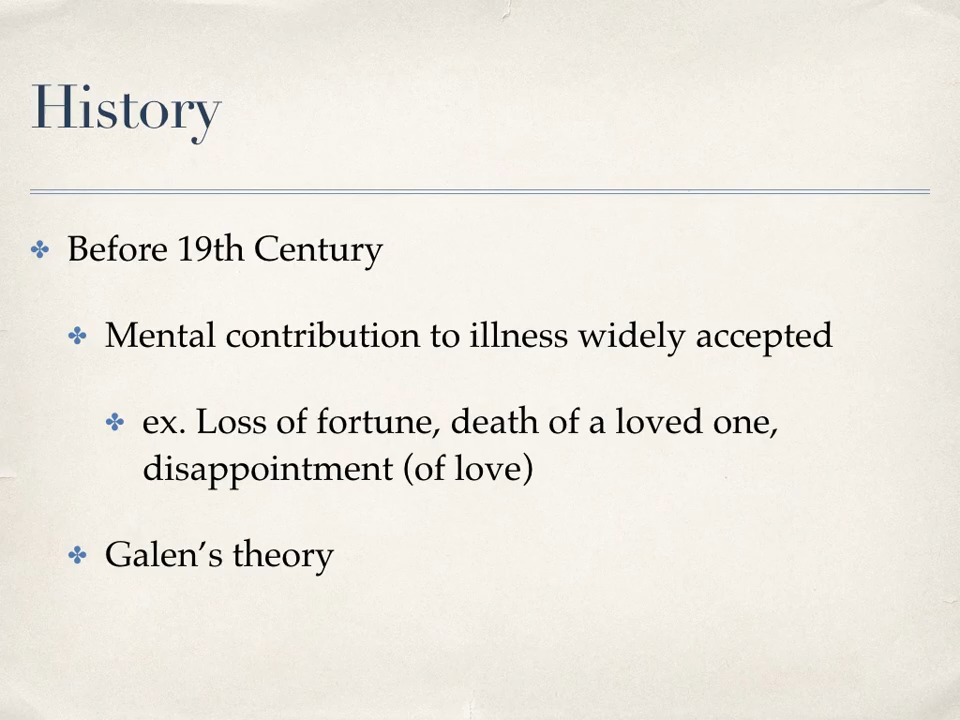 History
Before 19th Century
Mental contribution to illness widely accepted
ex. Loss of fortune, death of a loved one,
disappointment (of love)
Galen’s theory